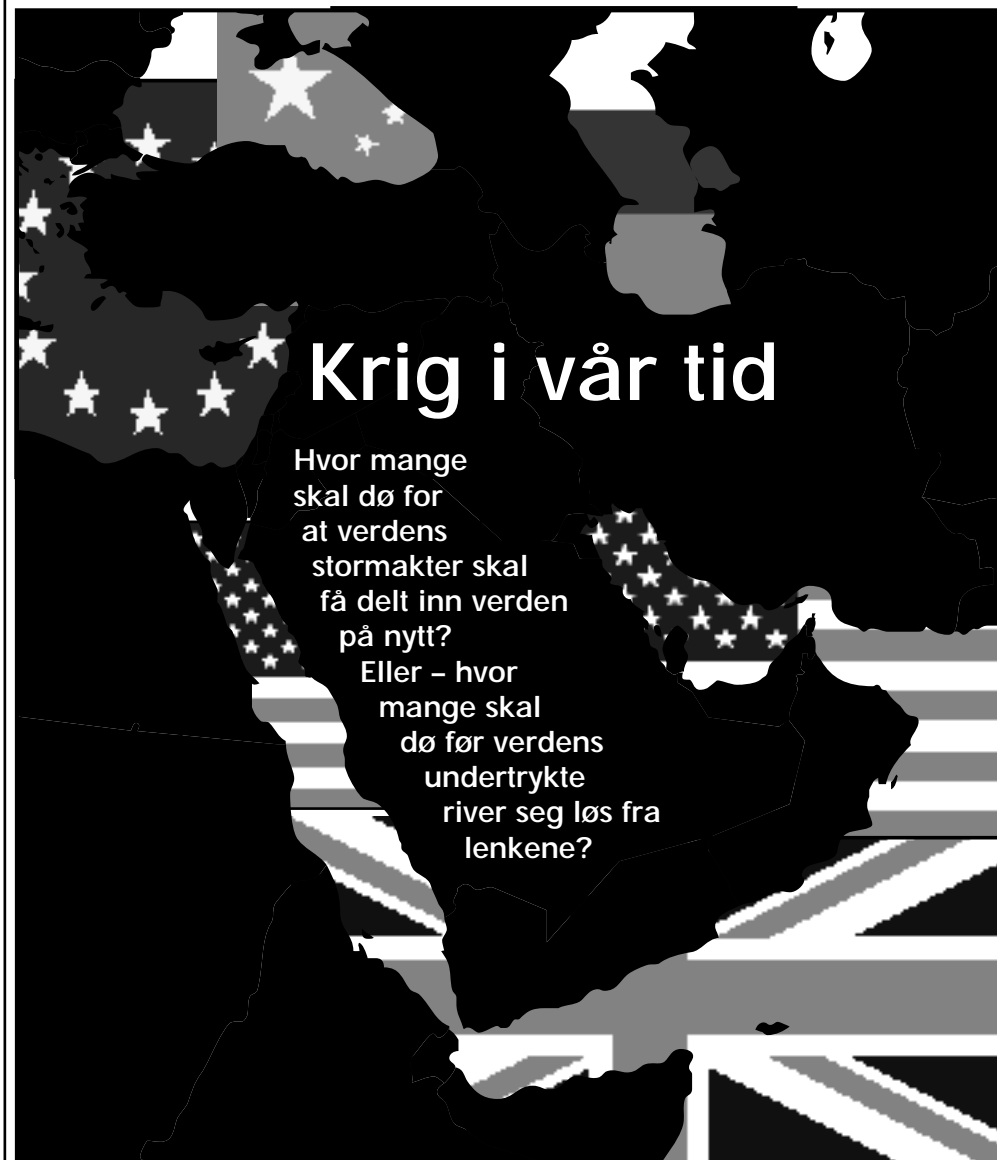 Krig i vår tid
Hvor mange
skal dø for
at verdens
stormakter skal
få delt inn verden
på nytt?
Eller – hvor
mange skal
dø før verdens
undertrykte
river seg løs fra
lenkene?